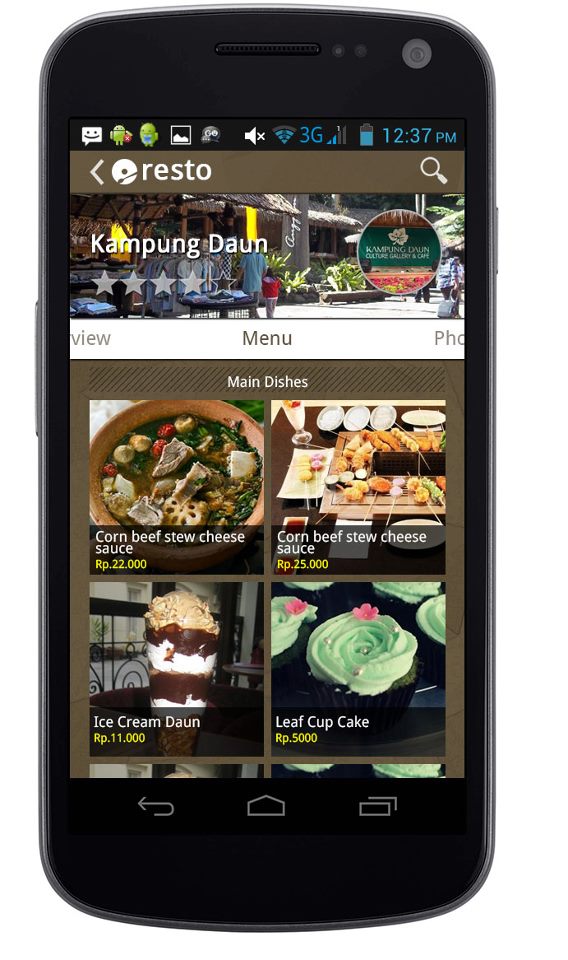 3G
12:37 PM
resto
Kampung Daun
KAMPUNG DAUN
CULTURE GALLERY & CAFE
view
Menu
Pho
Main Dishes
Corn beef stew cheese
sauce
Rp.22.000
Corn beef stew cheese
sauce
Rp.25.000
Ice Cream Daun
Rp.11.000
Leaf Cup Cake
Rp.5000